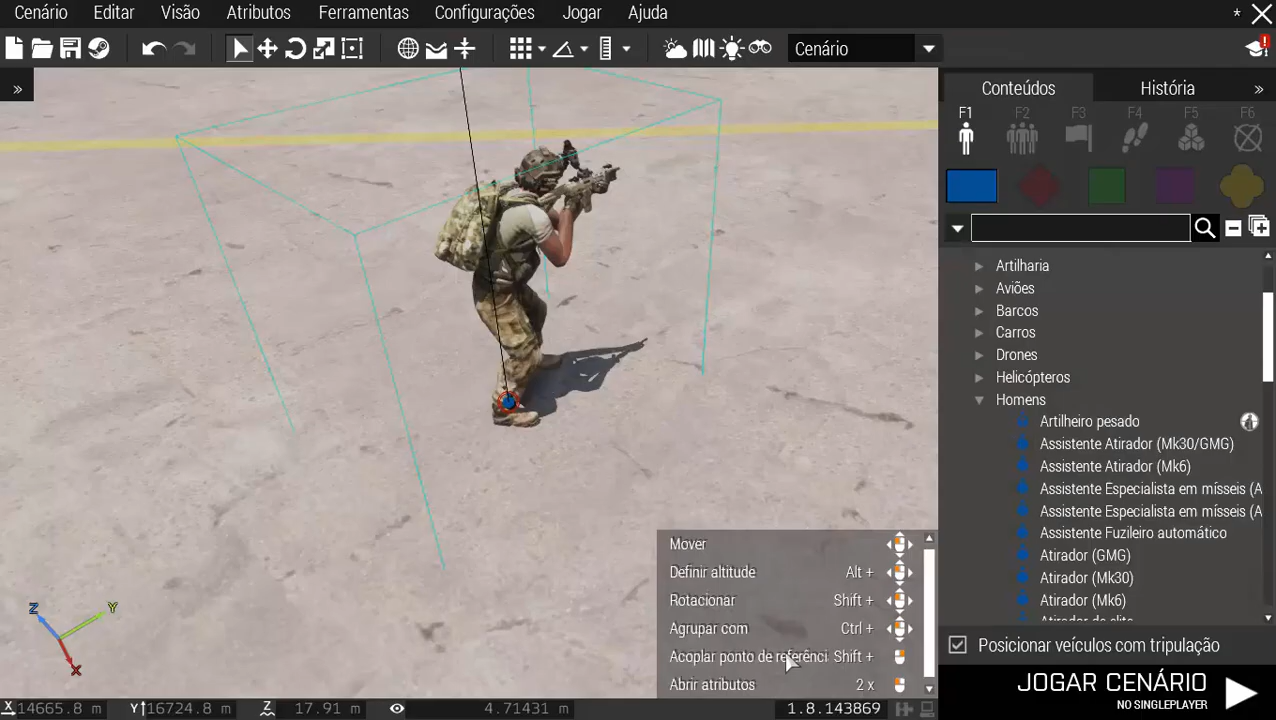 Cenário Editar Visão Atributos Ferramentas Configurações Jogar Ajuda *
Cenário
»
Conteúdos História »
F1 F2 F3 F4 F5 F6
Artilharia
Aviões
Barcos
Carros
Drones
Helicópteros
Homens
Artilheiro pesado
Assistente Atirador (Mk30/GMG)
Assistente Atirador (Mk6)
Assistente Especialista em mísseis (A
Assistente Especialista em mísseis (A
Assistente Fuzileiro automático
Atirador (GMG)
Atirador (Mk30)
Atirador (Mk6)
Atirador de elite
Posicionar veículos com tripulação
JOGAR CENÁRIO
NO SINGLEPLAYER
Mover
Definir altitude Alt +
Rotacionar Shift +
Agrupar com Ctrl +
Acoplar ponto de referênci Shift +
Abrir atributos 2 x
Z Y X
X 14665.8 m Y 16724.8 m Z 17.91 m 4.71431 m 1.8.143869